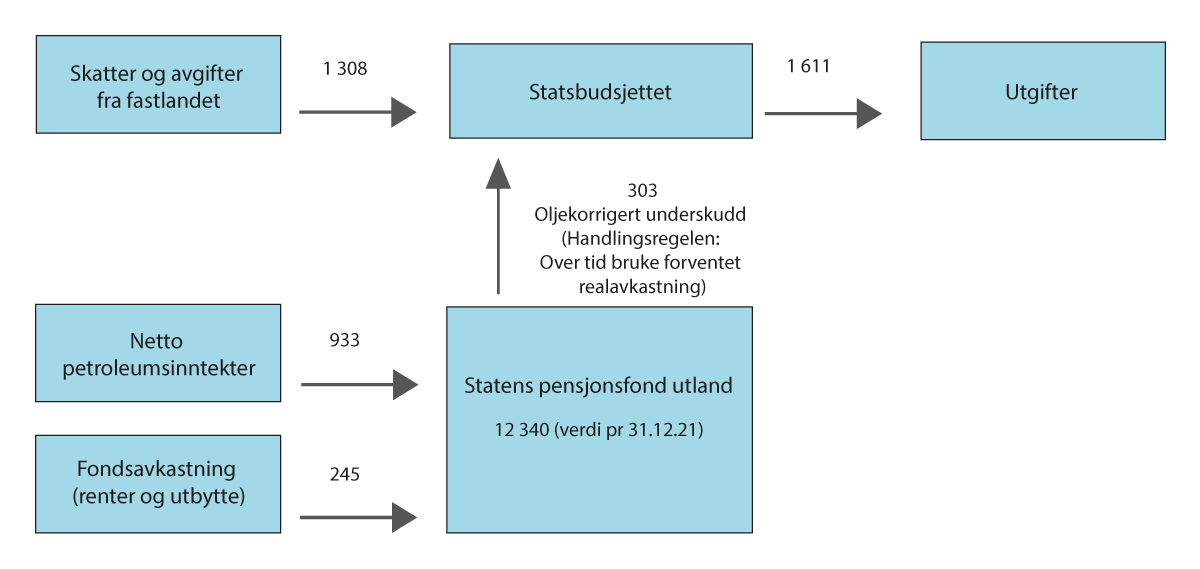 Skatter og avgifter
fra fastlandet
1 308
Statsbudsjettet
1 611
Utgifter
303
Oljekorrigert underskudd
(Handlingsregelen:
Over tid bruke forventet
realavkastning)
Netto
petroleumsinntekter
933
Statens pensjonsfond utland
12 340 (verdi pr 31.12.21)
Fondsavkastning
(renter og utbytte)
245